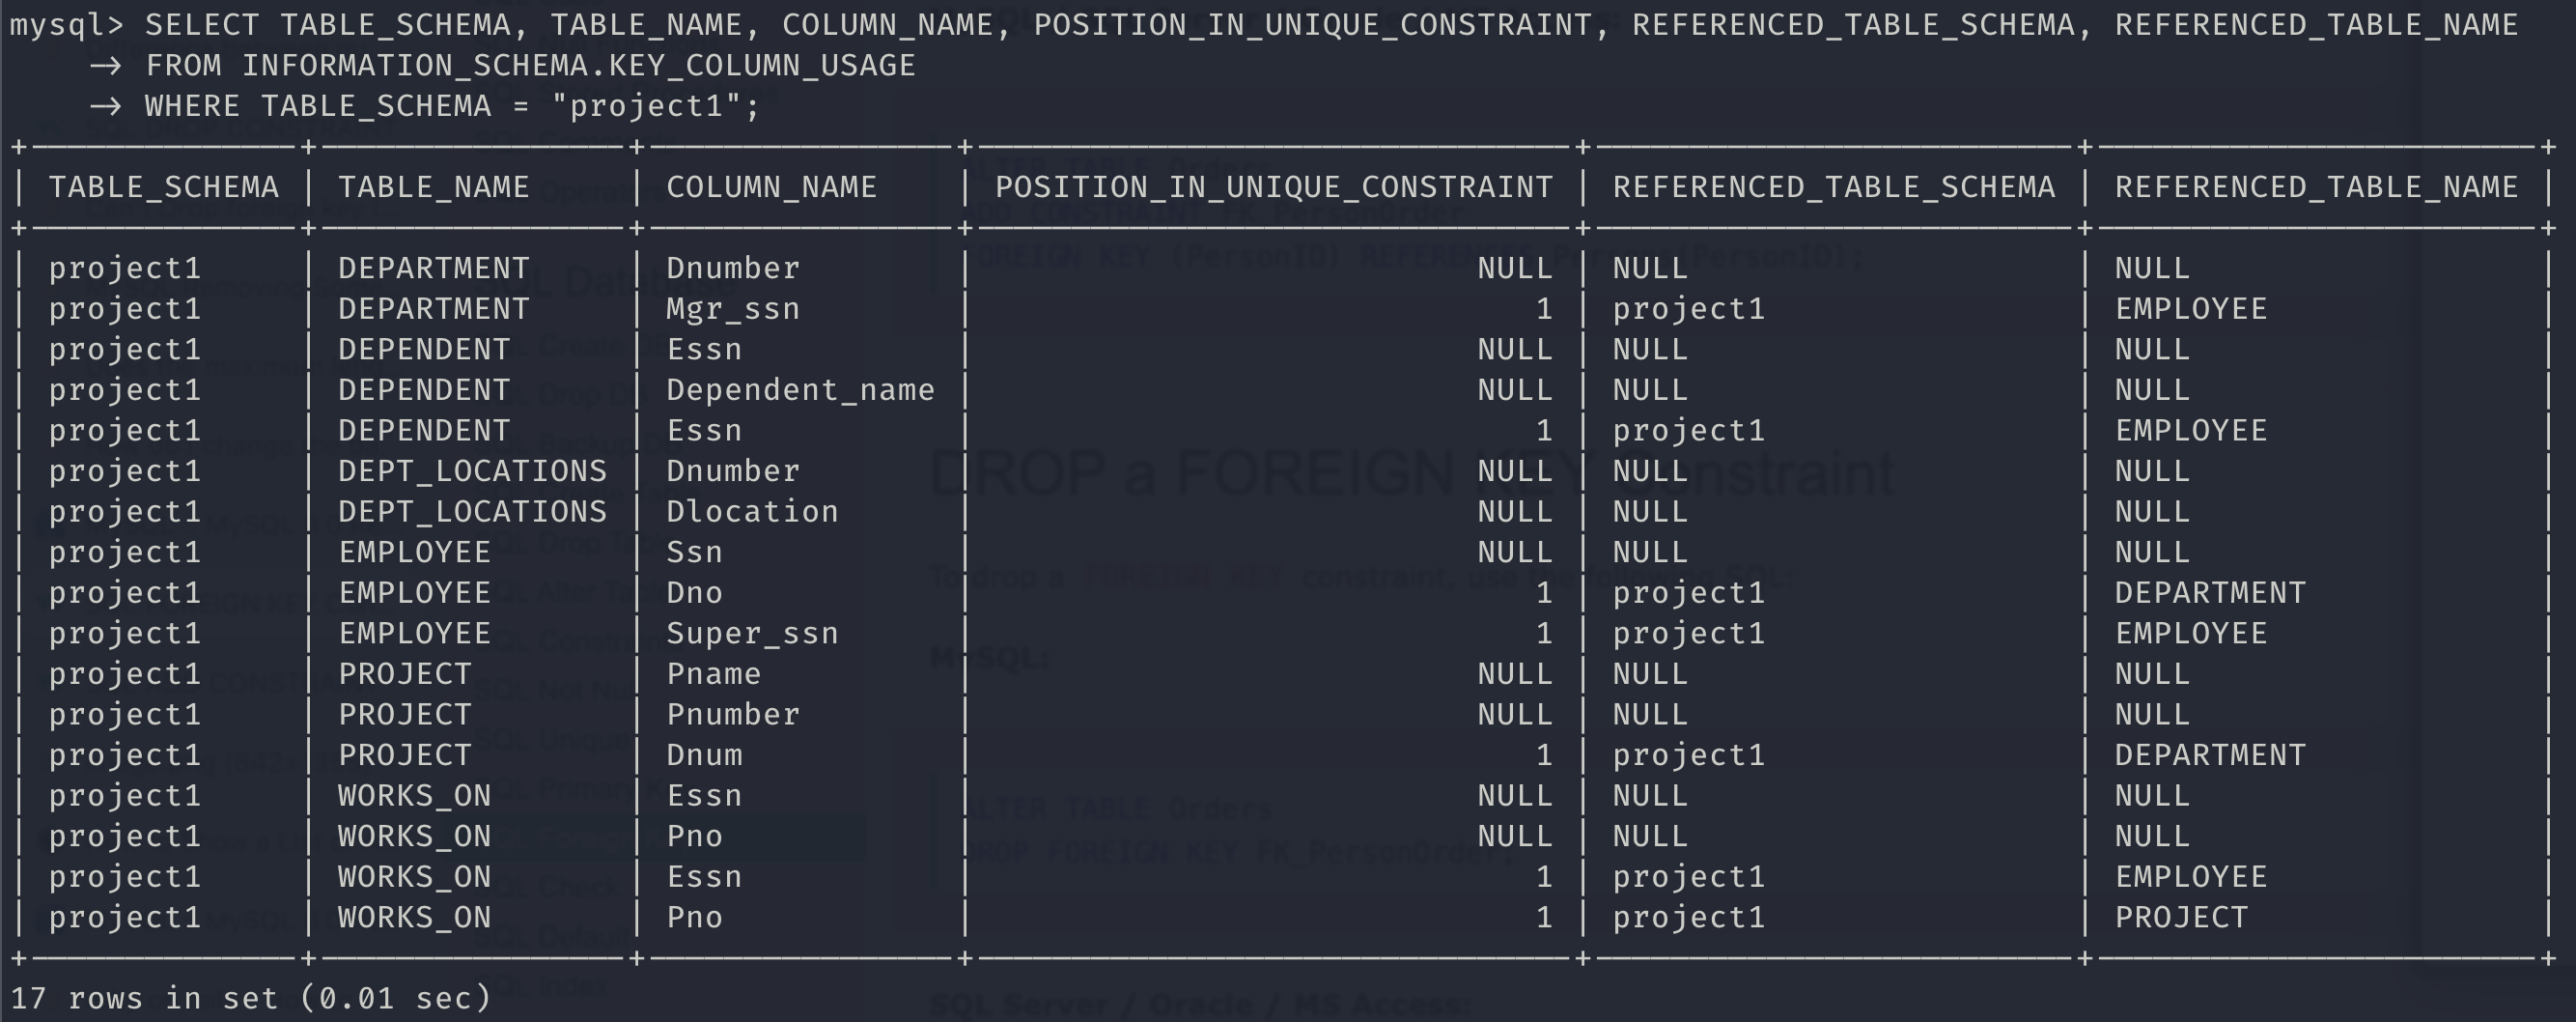 mysql> SELECT TABLE_SCHEMA, TABLE_NAME, COLUMN_NAME, POSITION_IN_UNIQUE_CONSTRAINT, REFERENCED_TABLE_SCHEMA, REFERENCED_TABLE_NAME
    -> FROM INFORMATION_SCHEMA.KEY_COLUMN_USAGE
    -> WHERE TABLE_SCHEMA = "project1";
| TABLE_SCHEMA | TABLE_NAME | COLUMN_NAME | POSITION_IN_UNIQUE_CONSTRAINT | REFERENCED_TABLE_SCHEMA | REFERENCED_TABLE_NAME |
| project1 | DEPARTMENT | Dnumber | NULL | NULL | NULL |
| project1 | DEPARTMENT | Mgr_ssn | 1 | project1 | EMPLOYEE |
| project1 | DEPENDENT | Essn | NULL | NULL | NULL |
| project1 | DEPENDENT | Dependent_name | NULL | NULL | NULL |
| project1 | DEPENDENT | Essn | 1 | project1 | EMPLOYEE |
| project1 | DEPT_LOCATIONS | Dnumber | NULL | NULL | NULL |
| project1 | DEPT_LOCATIONS | Dlocation | NULL | NULL | NULL |
| project1 | EMPLOYEE | Ssn | NULL | NULL | NULL |
| project1 | EMPLOYEE | Dno | 1 | project1 | DEPARTMENT |
| project1 | EMPLOYEE | Super_ssn | 1 | project1 | EMPLOYEE |
| project1 | PROJECT | Pname | NULL | NULL | NULL |
| project1 | PROJECT | Pnumber | NULL | NULL | NULL |
| project1 | PROJECT | Dnum | 1 | project1 | DEPARTMENT |
| project1 | WORKS_ON | Essn | NULL | NULL | NULL |
| project1 | WORKS_ON | Pno | NULL | NULL | NULL |
| project1 | WORKS_ON | Essn | 1 | project1 | EMPLOYEE |
| project1 | WORKS_ON | Pno | 1 | project1 | PROJECT |
17 rows in set (0.01 sec)